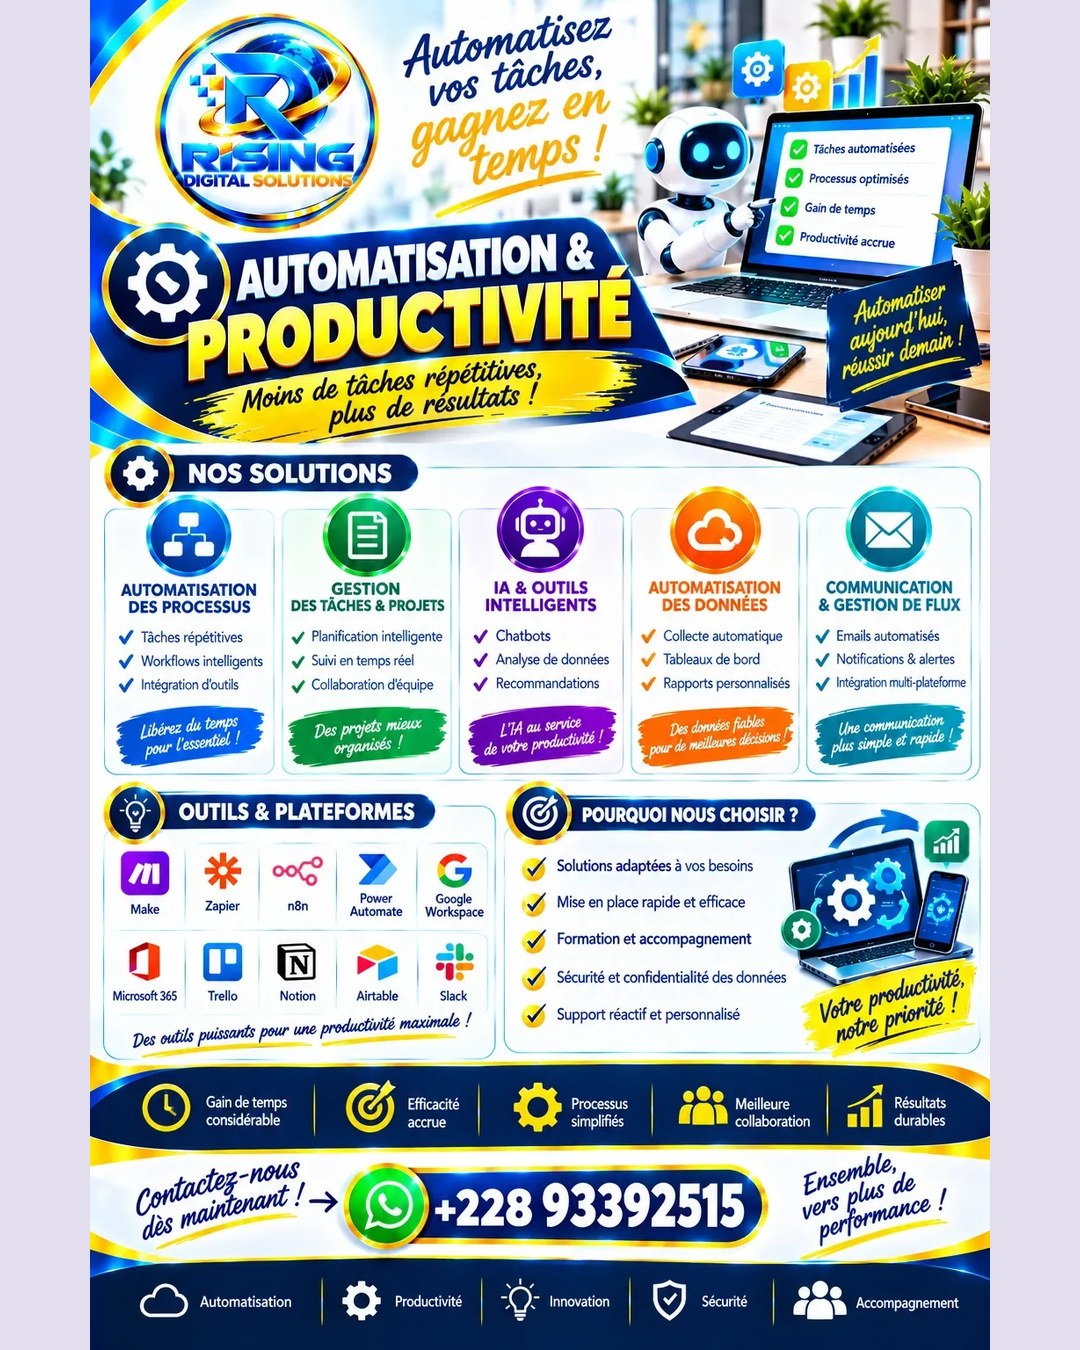 RISING
DIGITAL SOLUTIONS
Automatisez
vos tâches,
gagnez en
temps !
Tâches automatisées
Processus optimisés
Gain de temps
Productivité accrue
Automatiser
aujourd'hui,
réussir demain !
AUTOMATISATION &
PRODUCTIVITÉ
Moins de tâches répétitives,
plus de résultats !
NOS SOLUTIONS
AUTOMATISATION
DES PROCESSUS
Tâches répétitives
Workflows intelligents
Intégration d'outils
Libérez du temps
pour l'essentiel !
GESTION
DES TÂCHES & PROJETS
Planification intelligente
Suivi en temps réel
Collaboration d'équipe
Des projets mieux
organisés !
IA & OUTILS
INTELLIGENTS
Chatbots
Analyse de données
Recommandations
L'IA au service
de votre productivité !
AUTOMATISATION
DES DONNÉES
Collecte automatique
Tableaux de bord
Rapports personnalisés
Des données fiables
pour de meilleures décisions !
COMMUNICATION
& GESTION DE FLUX
Emails automatisés
Notifications & alertes
Intégration multi-plateforme
Une communication
plus simple et rapide !
OUTILS & PLATEFORMES
Make
Zapier
n8n
Power
Automate
Google
Workspace
Microsoft 365
Trello
Notion
Airtable
Slack
Des outils puissants pour une productivité maximale !
POURQUOI NOUS CHOISIR ?
Solutions adaptées à vos besoins
Mise en place rapide et efficace
Formation et accompagnement
Sécurité et confidentialité des données
Support réactif et personnalisé
Votre productivité,
notre priorité !
Gain de temps
considérable
Efficacité
accrue
Processus
simplifiés
Meilleure
collaboration
Résultats
durables
Contactez-nous
dès maintenant !
+228 93392515
Ensemble,
vers plus de
performance !
Automatisation
Productivité
Innovation
Sécurité
Accompagnement